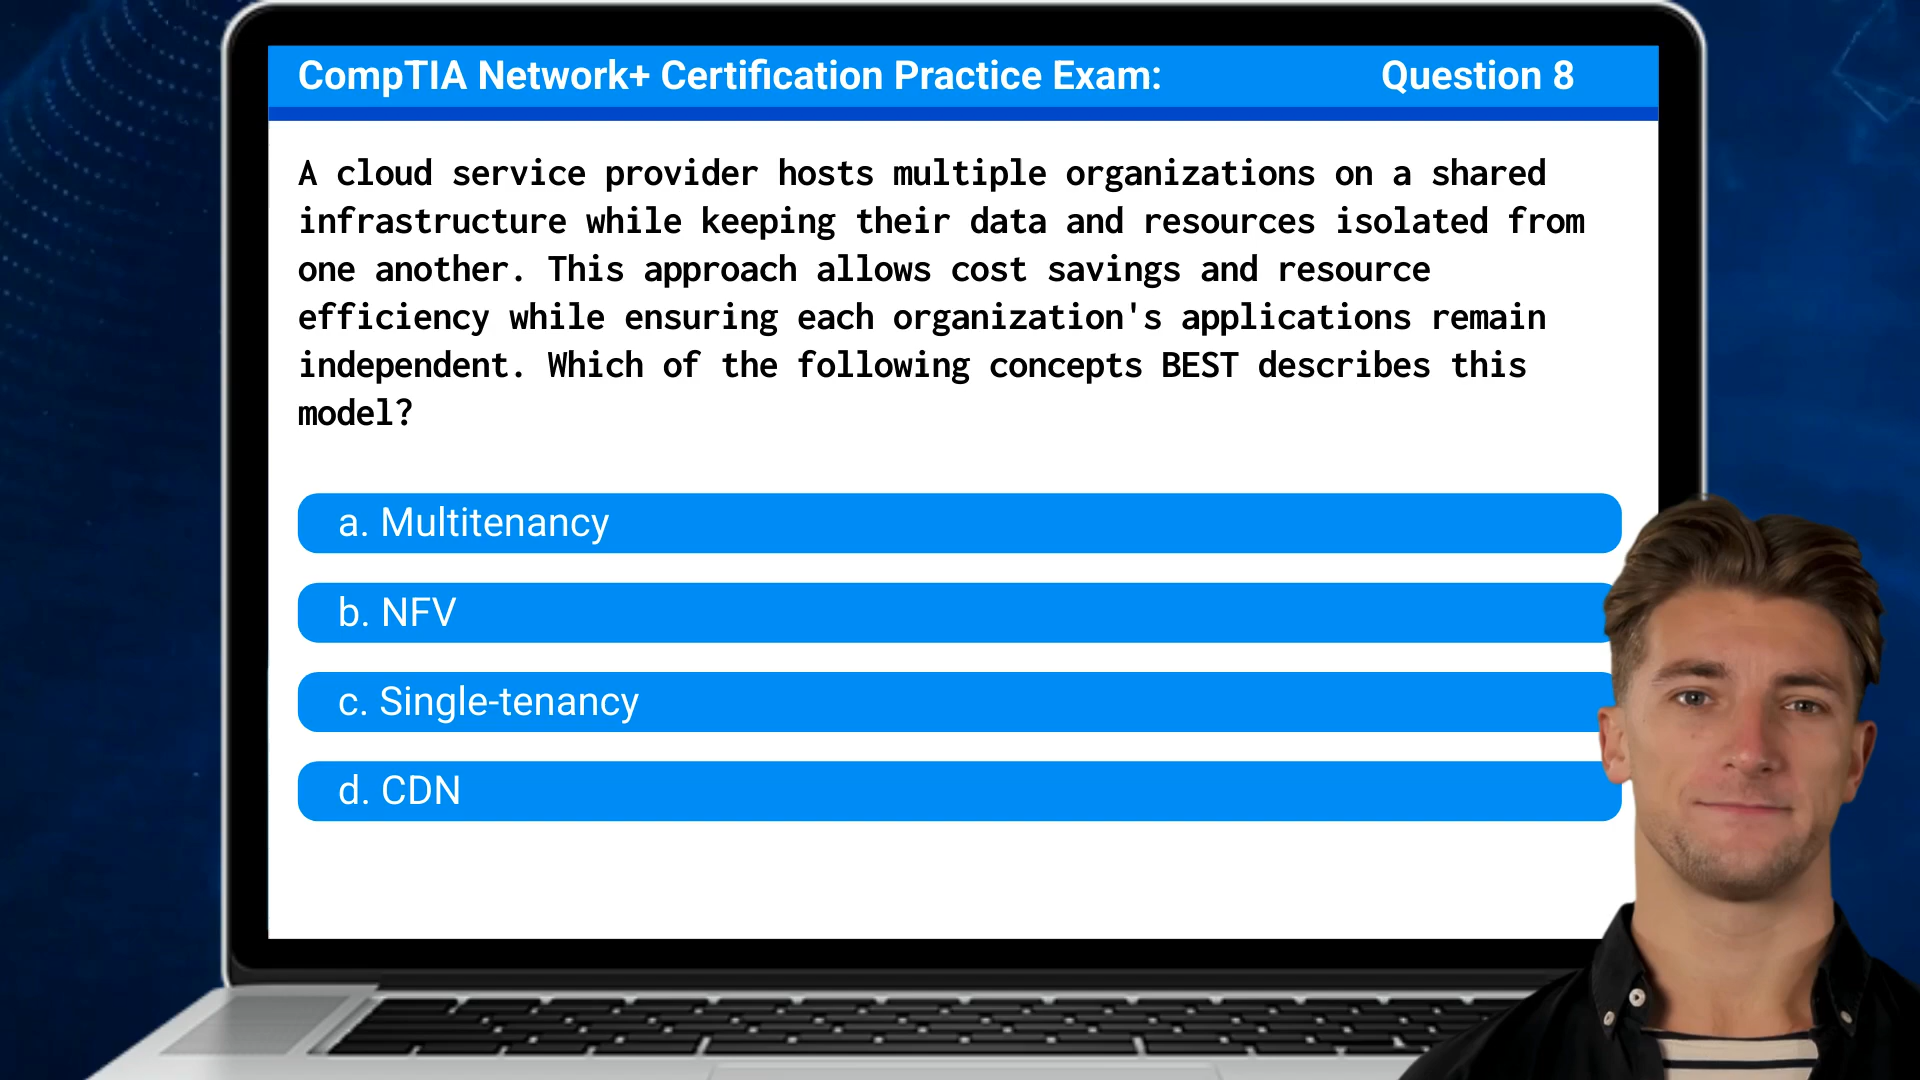 CompTIA Network+ Certification Practice Exam:
Question 8
A cloud service provider hosts multiple organizations on a shared
infrastructure while keeping their data and resources isolated from
one another. This approach allows cost savings and resource
efficiency while ensuring each organization's applications remain
independent. Which of the following concepts BEST describes this
model?
a. Multitenancy
b. NFV
c. Single-tenancy
d. CDN